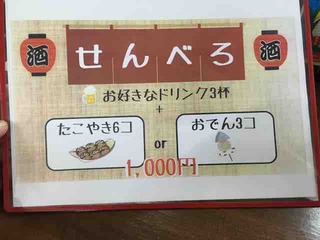 酒 せんべろ 酒
お好きなドリンク3杯
+
たこやき6コ or おでん3コ
1,000円